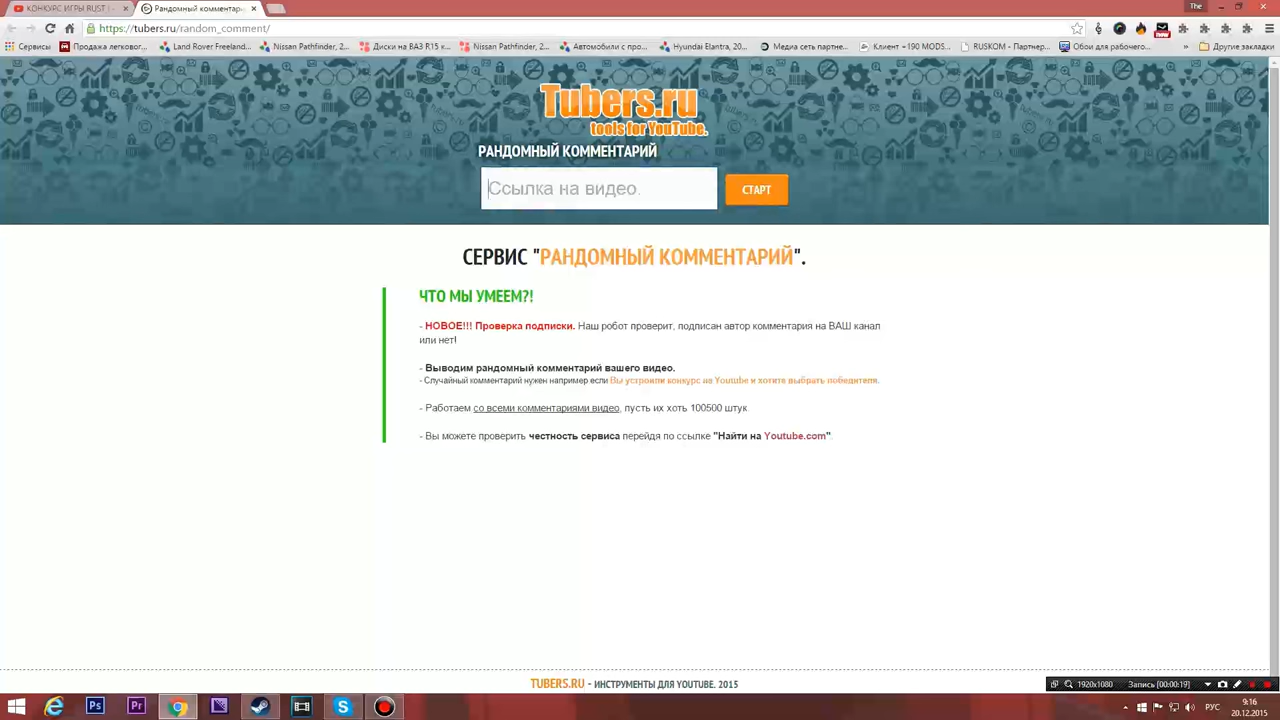 КОНКУРС ИГРЫ RUST
Рандомный комментари
The
https://tubers.ru/random_comment/
Сервисы
Продажа легковог...
Land Rover Freeland...
Nissan Pathfinder, 2...
Диски на ВАЗ R15 к...
Nissan Pathfinder, 2...
Автомобили с про...
Hyundai Elantra, 20...
Медиа сеть партне...
Клиент ~190 MODS...
RUSKOM - Партнер...
Обои для рабочего...
»
Другие закладки
Tubers.ru
tools for YouTube.
РАНДОМНЫЙ КОММЕНТАРИЙ
Ссылка на видео.
СТАРТ
СЕРВИС "РАНДОМНЫЙ КОММЕНТАРИЙ".
ЧТО МЫ УМЕЕМ?!
- НОВОЕ!!! Проверка подписки. Наш робот проверит, подписан автор комментария на ВАШ канал
или нет!
- Выводим рандомный комментарий вашего видео.
- Случайный комментарий нужен например если Вы устроили конкурс на Youtube и хотите выбрать победителя.
- Работаем со всеми комментариями видео, пусть их хоть 100500 штук.
- Вы можете проверить честность сервиса перейдя по ссылке "Найти на Youtube.com".
TUBERS.RU - ИНСТРУМЕНТЫ ДЛЯ YOUTUBE. 2015
1920x1080
Запись [00:00:19]
Ps
Pr
РУС
9:16
20.12.2015